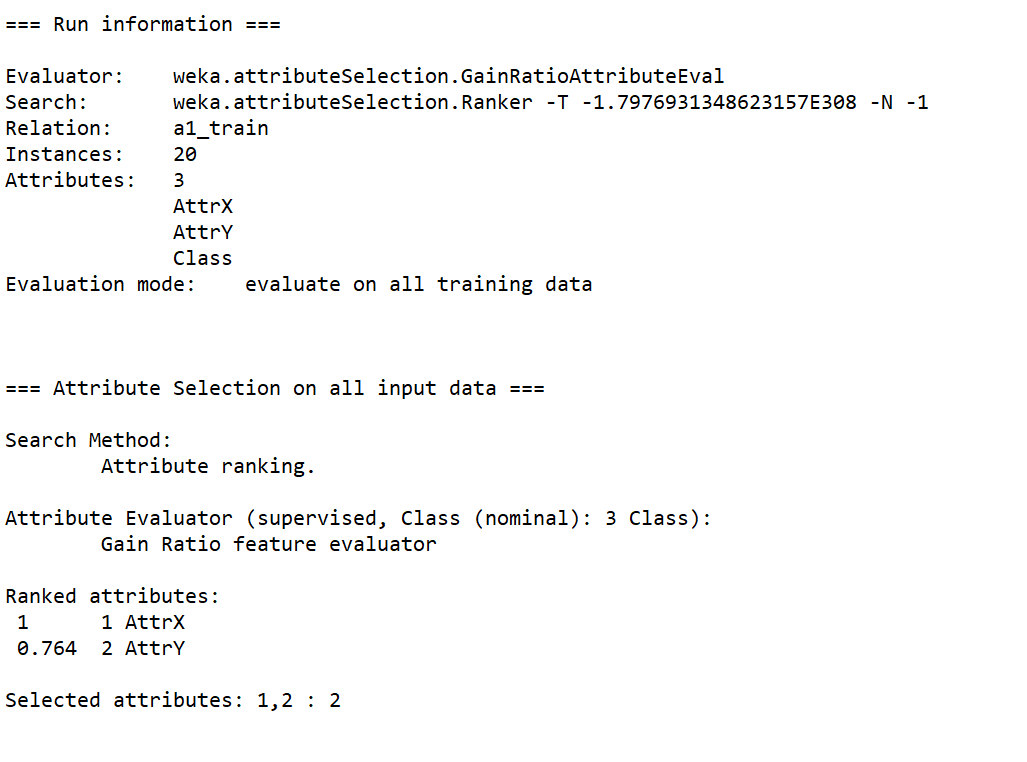 === Run information ===
Evaluator:    weka.attributeSelection.GainRatioAttributeEval
Search:       weka.attributeSelection.Ranker -T -1.7976931348623157E308 -N -1
Relation:     a1_train
Instances:    20
Attributes:   3
              AttrX
              AttrY
              Class
Evaluation mode:    evaluate on all training data
=== Attribute Selection on all input data ===
Search Method:
        Attribute ranking.
Attribute Evaluator (supervised, Class (nominal): 3 Class):
        Gain Ratio feature evaluator
Ranked attributes:
 1      1 AttrX
 0.764  2 AttrY
Selected attributes: 1,2 : 2